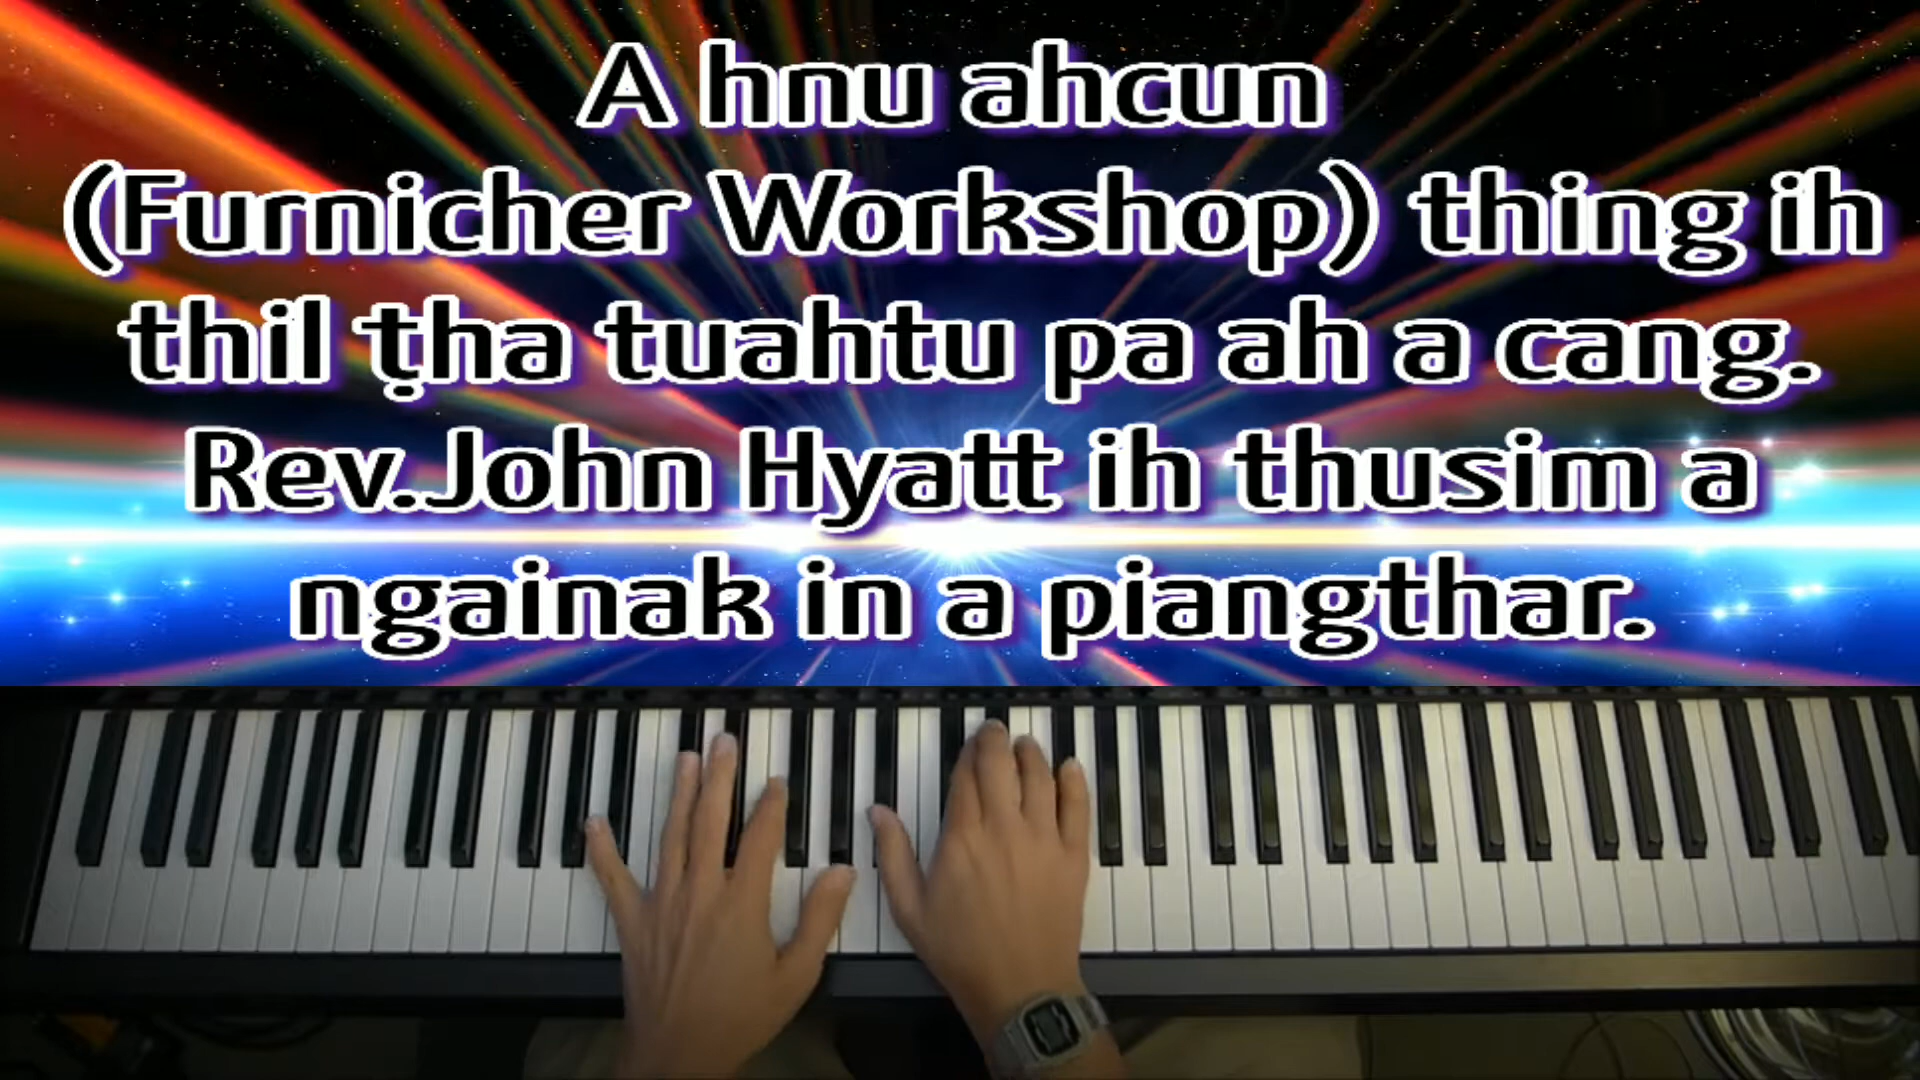 A hnu ahcun
(Furnicher Workshop) thing ih
thil ṭha tuahtu pa ah a cang.
Rev.John Hyatt ih thusim a
ngainak in a piangthar.